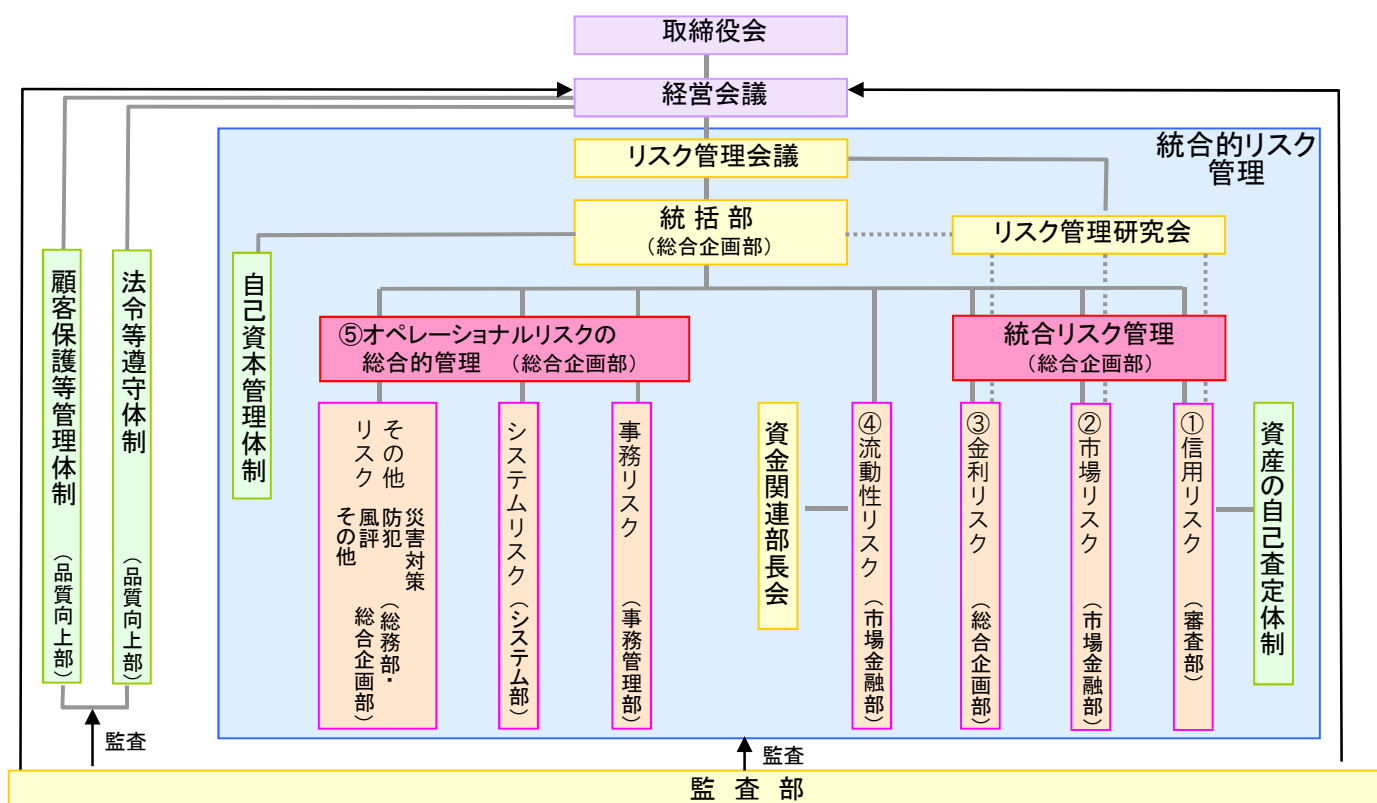 取締役会
経営会議
統合的リスク
管理
リスク管理会議
統 括 部
（総合企画部）
リスク管理研究会
顧客保護等管理体制（品質向上部）
法令等遵守体制（品質向上部）
自己資本管理体制
⑤オペレーショナルリスクの
総合的管理 （総合企画部）
統合リスク管理
（総合企画部）
その他
リスク
災害対策
防犯
風評
その他
（総務部・
総合企画部）
システムリスク（システム部）
事務リスク（事務管理部）
資金関連部長会
④流動性リスク（市場金融部）
③金利リスク（総合企画部）
②市場リスク（市場金融部）
①信用リスク（審査部）
資産の自己査定体制
監査
監査
監 査 部